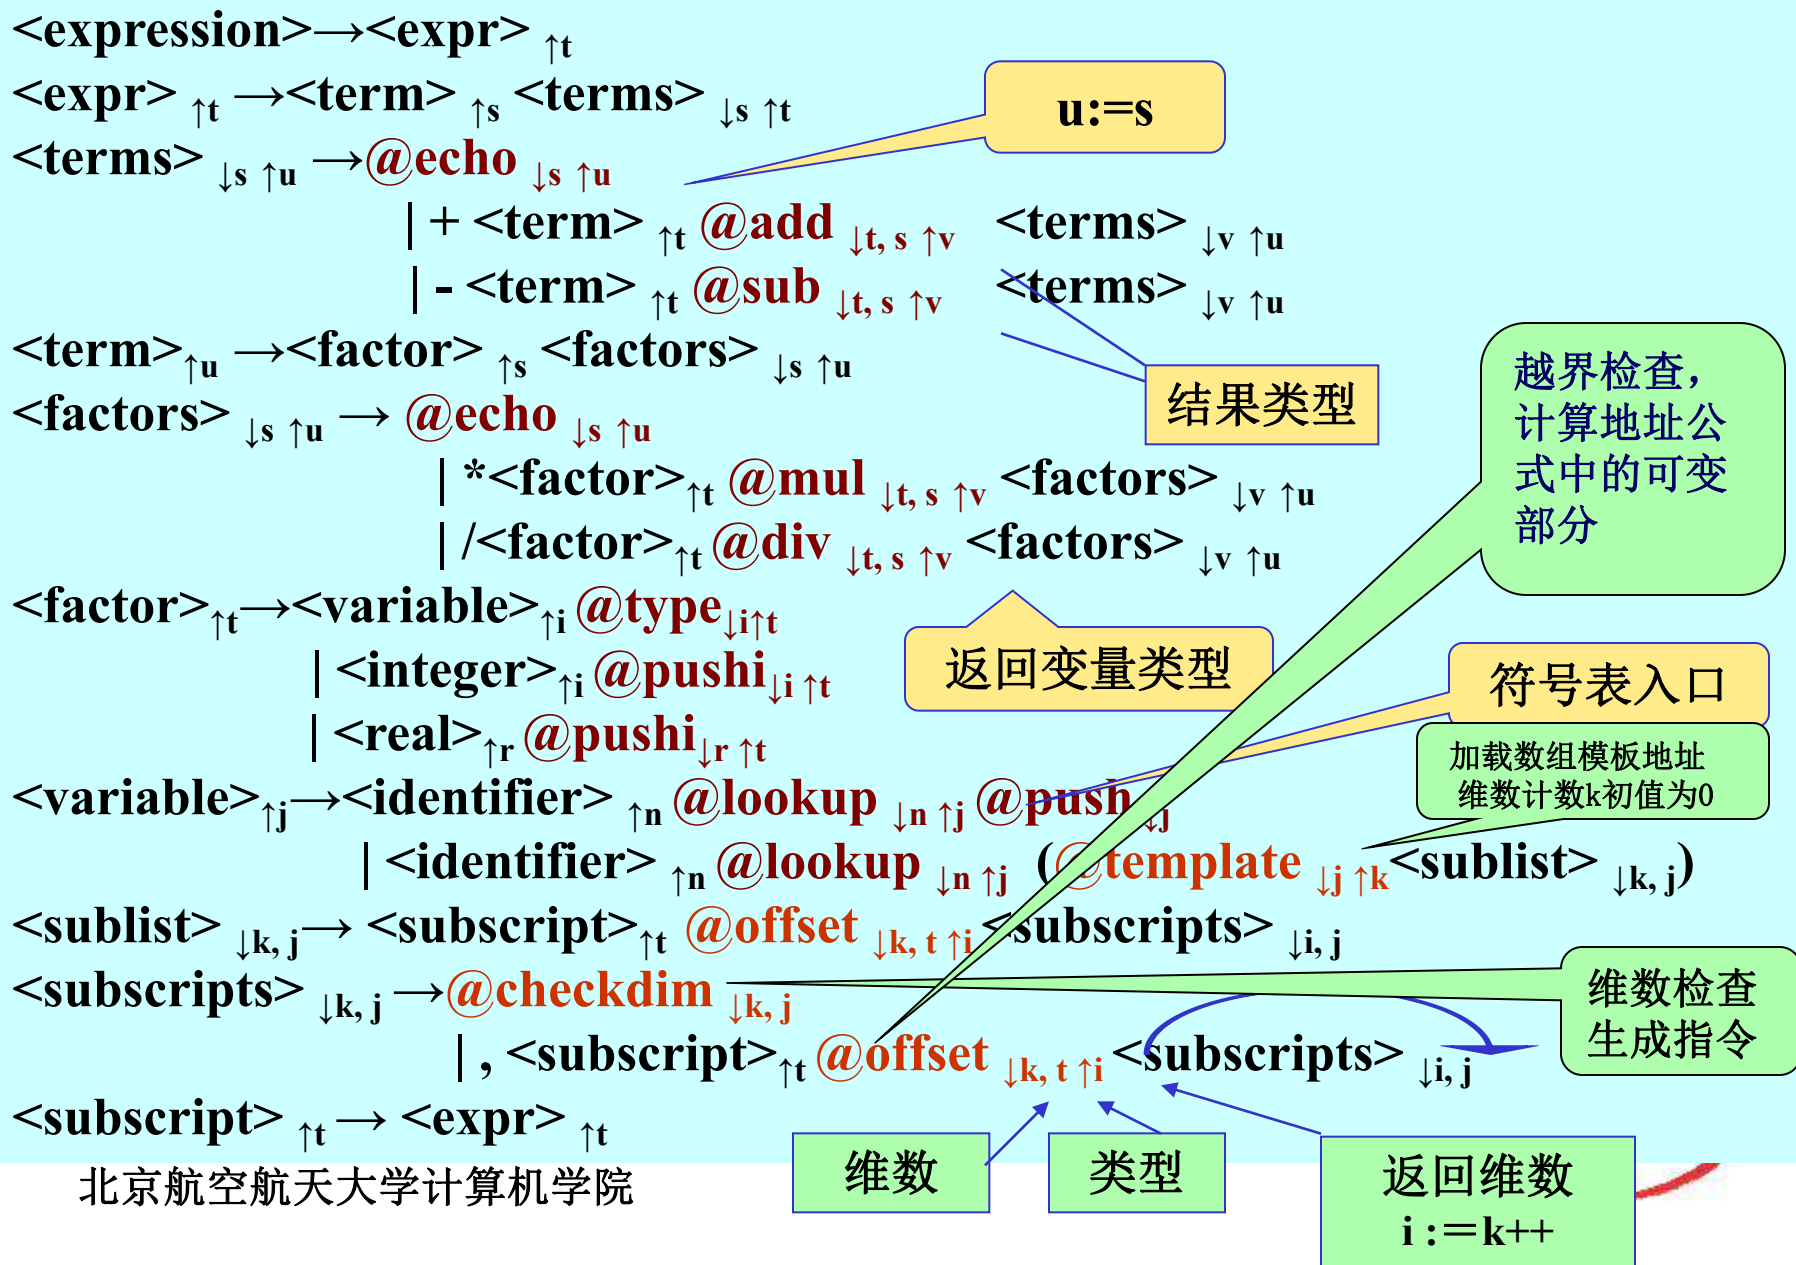 <expression>→<expr> ↑t
<expr> ↑t →<term> ↑s <terms> ↓s ↑t
u:=s
<terms> ↓s ↑u →@echo ↓s ↑u
| + <term> ↑t @add ↓t, s ↑v <terms> ↓v ↑u
| - <term> ↑t @sub ↓t, s ↑v <terms> ↓v ↑u
<term>↑u →<factor> ↑s <factors> ↓s ↑u
结果类型
越界检查，
计算地址公
式中的可变
部分
<factors> ↓s ↑u → @echo ↓s ↑u
| *<factor>↑t @mul ↓t, s ↑v <factors> ↓v ↑u
| /<factor>↑t @div ↓t, s ↑v <factors> ↓v ↑u
<factor>↑t→<variable>↑i @type↓i↑t
返回变量类型
| <integer>↑i @pushi↓i ↑t
符号表入口
| <real>↑r @pushi↓r ↑t
加载数组模板地址
维数计数k初值为0
<variable>↑j→<identifier> ↑n @lookup ↓n ↑j @push ↓j
| <identifier> ↑n @lookup ↓n ↑j (@template ↓j ↑k<sublist> ↓k, j)
<sublist> ↓k, j→ <subscript>↑t @offset ↓k, t ↑i <subscripts> ↓i, j
<subscripts> ↓k, j →@checkdim ↓k, j
维数检查
生成指令
| , <subscript>↑t @offset ↓k, t ↑i <subscripts> ↓i, j
<subscript> ↑t → <expr> ↑t
维数
类型
返回维数
i :＝k++
北京航空航天大学计算机学院